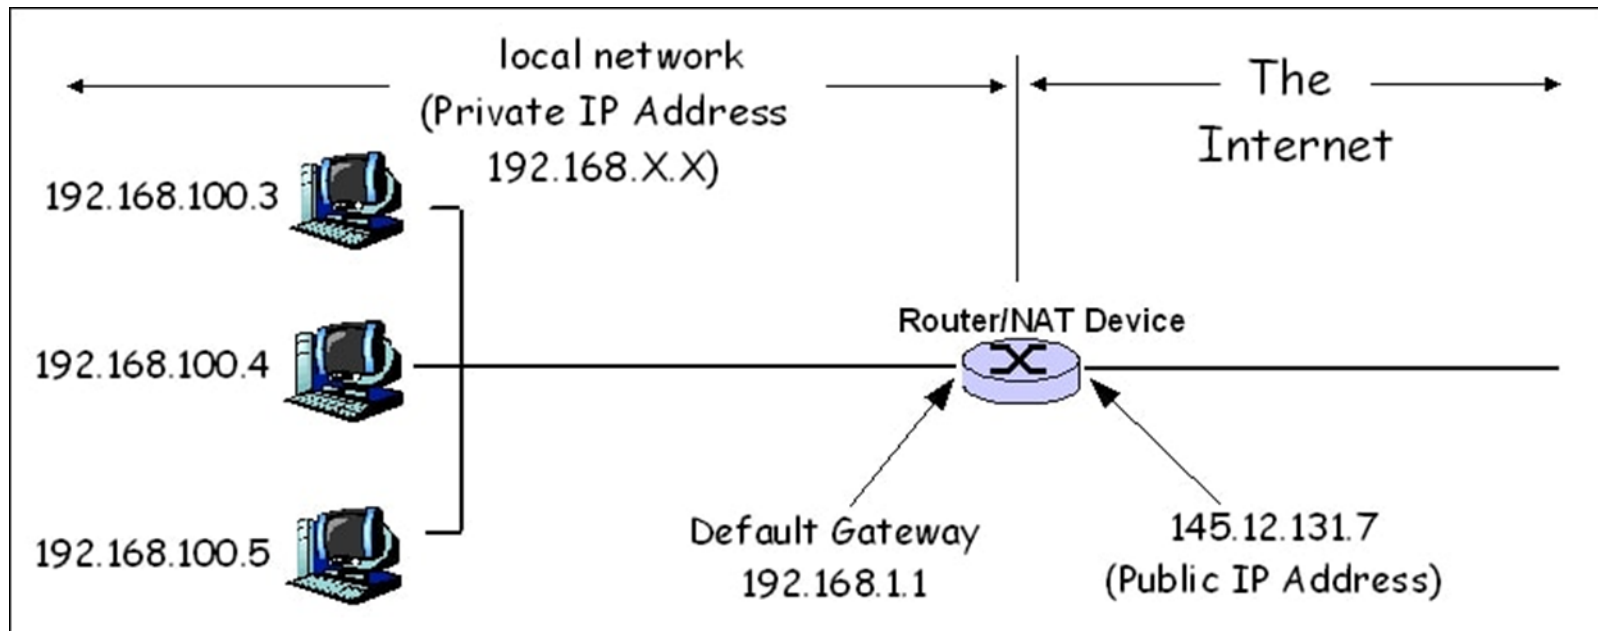 local network
(Private IP Address
192.168.X.X)
The
Internet
192.168.100.3
Router/NAT Device
192.168.100.4
192.168.100.5
Default Gateway
192.168.1.1
145.12.131.7
(Public IP Address)